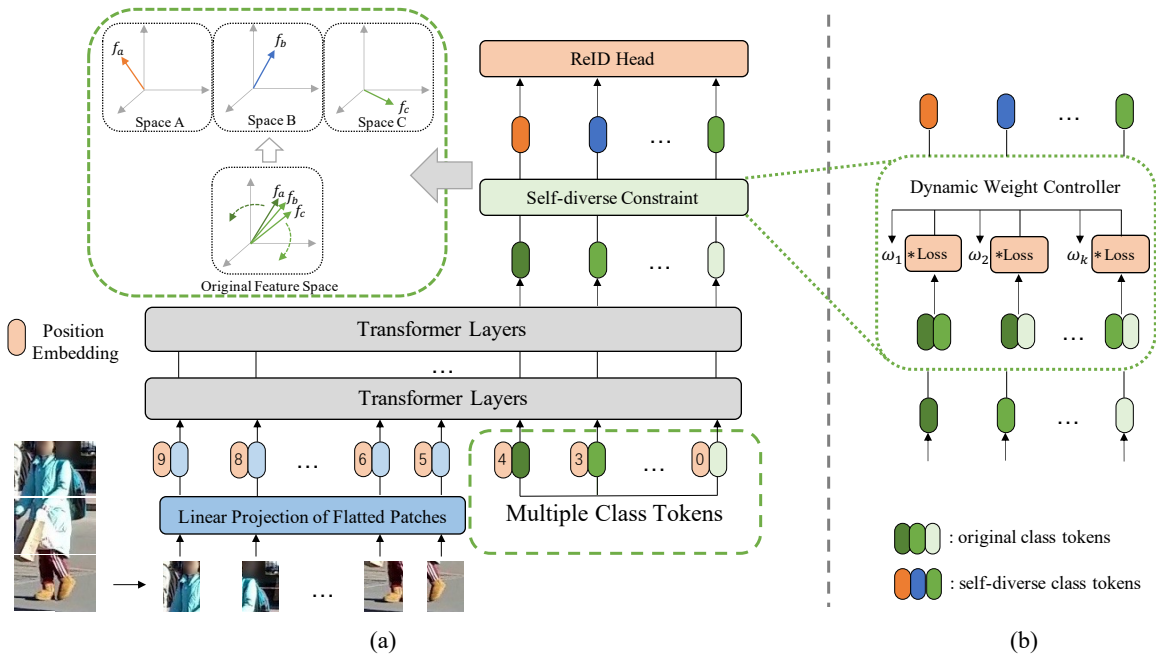 f_a
f_b
f_c
Space A
Space B
Space C
f_a
f_b
f_c
Original Feature Space
ReID Head
...
Self-diverse Constraint
...
Transformer Layers
...
Transformer Layers
Position
Embedding
9
8
...
6
5
4
3
...
0
Linear Projection of Flatted Patches
Multiple Class Tokens
...
(a)
...
Dynamic Weight Controller
ω_1 *Loss
ω_2 *Loss
ω_k *Loss
...
...
: original class tokens
: self-diverse class tokens
(b)